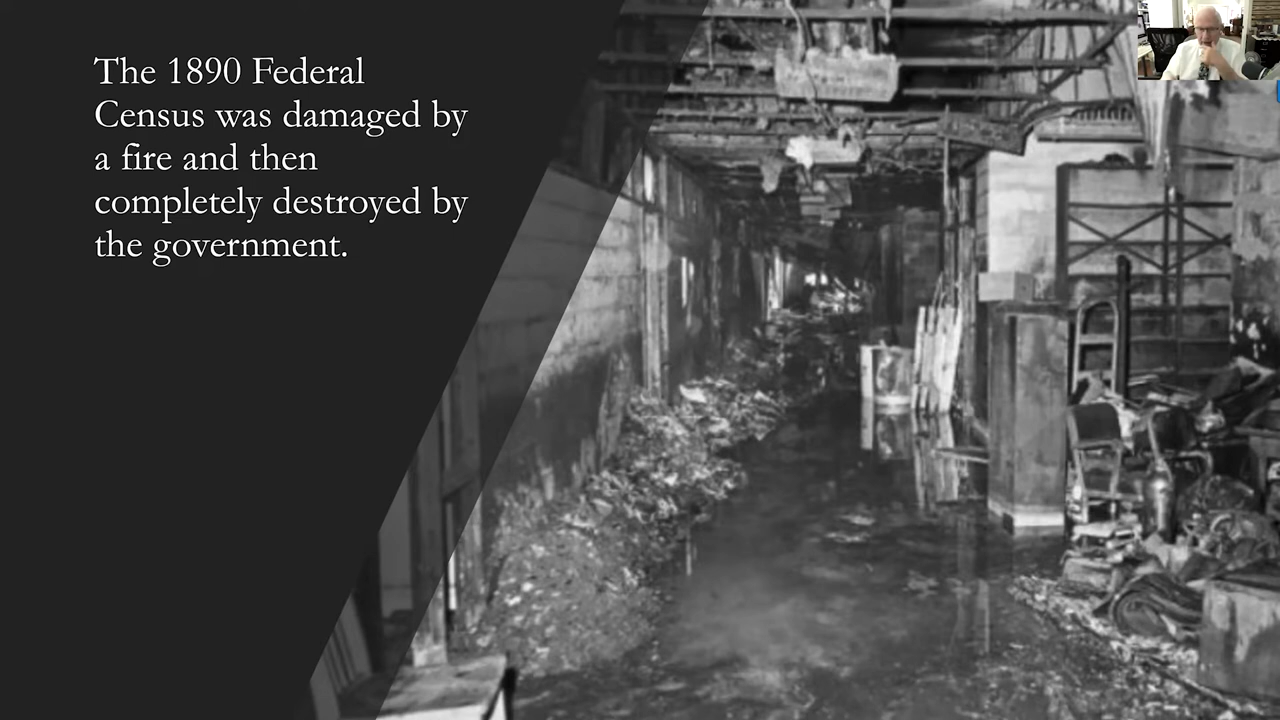 The 1890 Federal
Census was damaged by
a fire and then
completely destroyed by
the government.